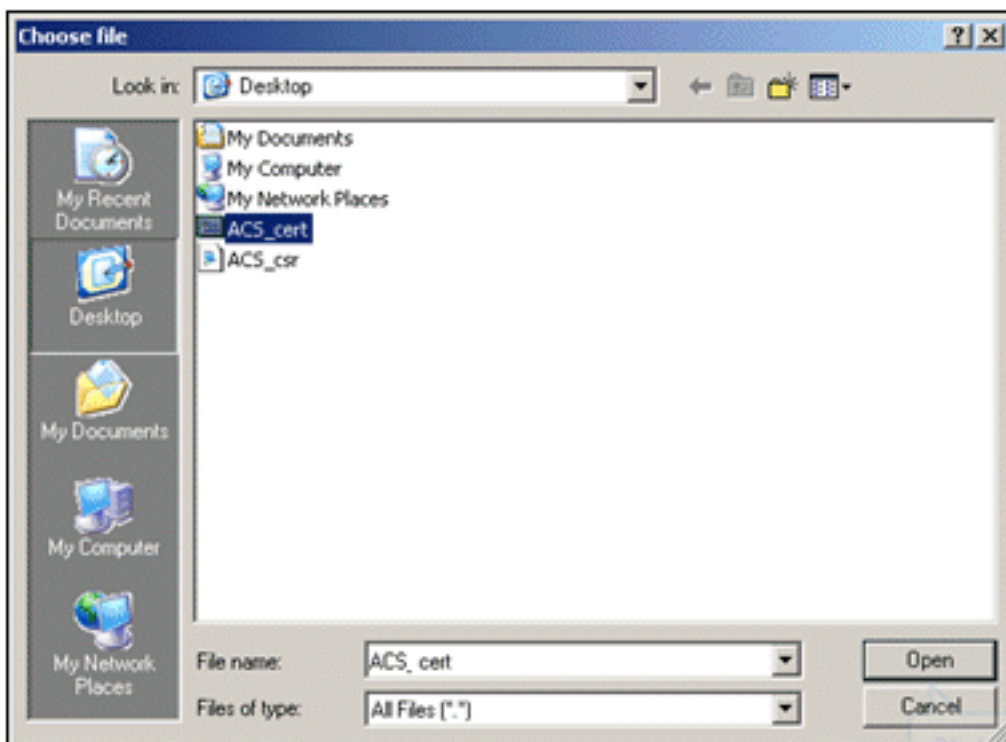 Choose file
Look in: Desktop
My Recent
Documents
Desktop
My Documents
My Computer
My Network
Places
My Documents
My Computer
My Network Places
ACS_cert
ACS_csr
File name: ACS_cert
Open
Files of type: All Files (*.*)
Cancel